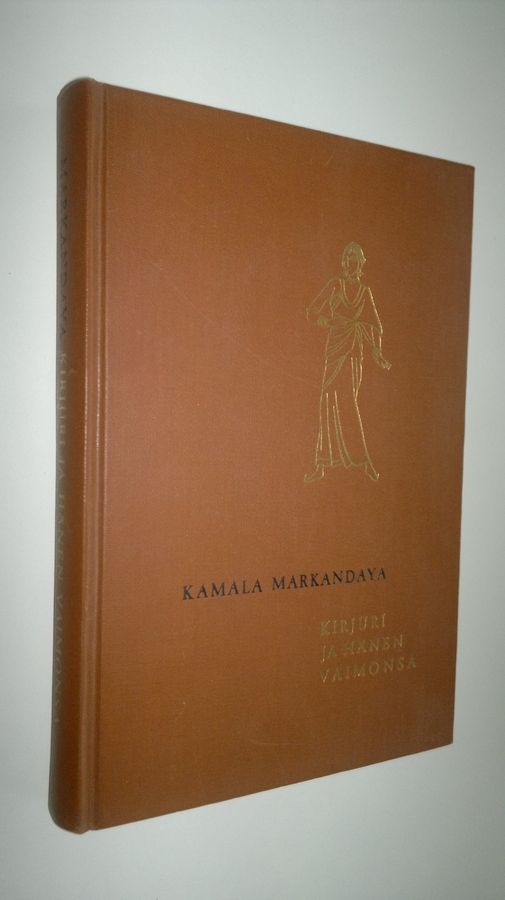 MARKANDAYA KIRJURI JA HÄNEN VAIMONSA
KAMALA MARKANDAYA
KIRJURI
JA HÄNEN
VAIMONSA